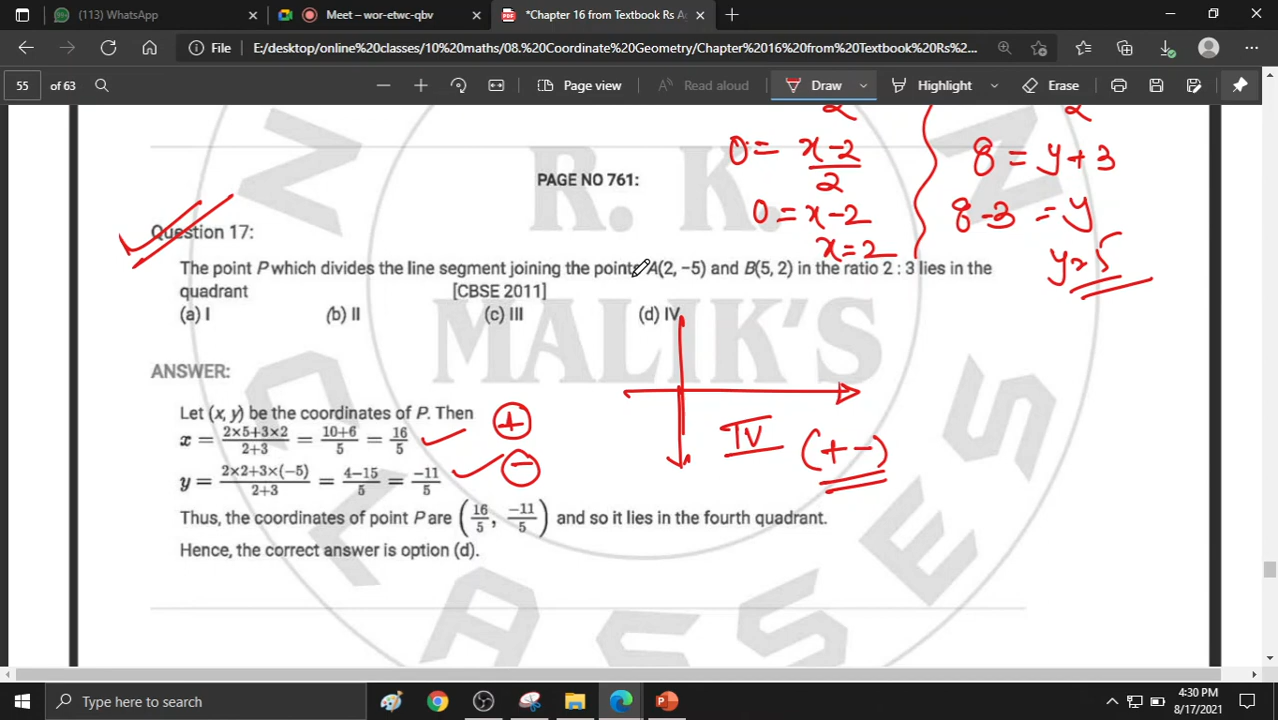 (113) WhatsApp
Meet – wor-etwc-qbv
*Chapter 16 from Textbook Rs Ag
File
E:/desktop/online%20classes/10%20maths/08.%20Coordinate%20Geometry/Chapter%2016%20from%20Textbook%20Rs%2...
55 of 63
Page view
Read aloud
Draw
Highlight
Erase
2
2
0 = x-2
2
8 = y+3
0 = x-2
8-3 = y
x=2
y=5
R. K.
MALIK'S
PAGE NO 761:
Question 17:
The point P which divides the line segment joining the points A(2, −5) and B(5, 2) in the ratio 2 : 3 lies in the
quadrant [CBSE 2011]
(a) I (b) II (c) III (d) IV
ANSWER:
Let (x, y) be the coordinates of P. Then
x = 2×5+3×2/2+3 = 10+6/5 = 16/5
+
y = 2×2+3×(−5)/2+3 = 4−15/5 = −11/5
−
IV (+ −)
Thus, the coordinates of point P are (16/5, −11/5) and so it lies in the fourth quadrant.
Hence, the correct answer is option (d).
Type here to search
4:30 PM
8/17/2021